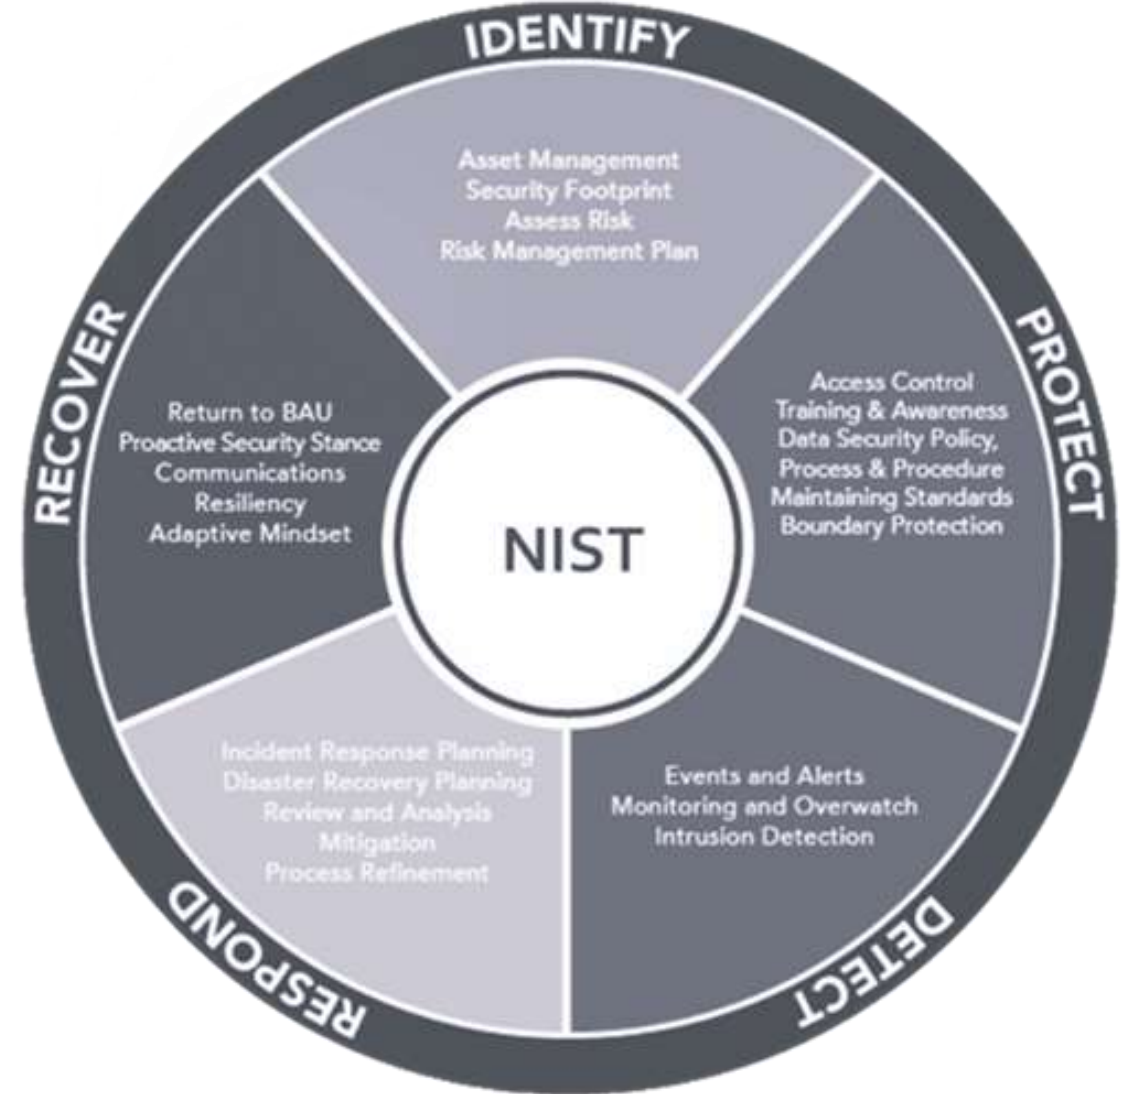 IDENTIFY
Asset Management
Security Footprint
Assess Risk
Risk Management Plan
PROTECT
Access Control
Training & Awareness
Data Security Policy,
Process & Procedure
Maintaining Standards
Boundary Protection
DETECT
Events and Alerts
Monitoring and Overwatch
Intrusion Detection
RESPOND
Incident Response Planning
Disaster Recovery Planning
Review and Analysis
Mitigation
Process Refinement
RECOVER
Return to BAU
Proactive Security Stance
Communications
Resiliency
Adaptive Mindset
NIST